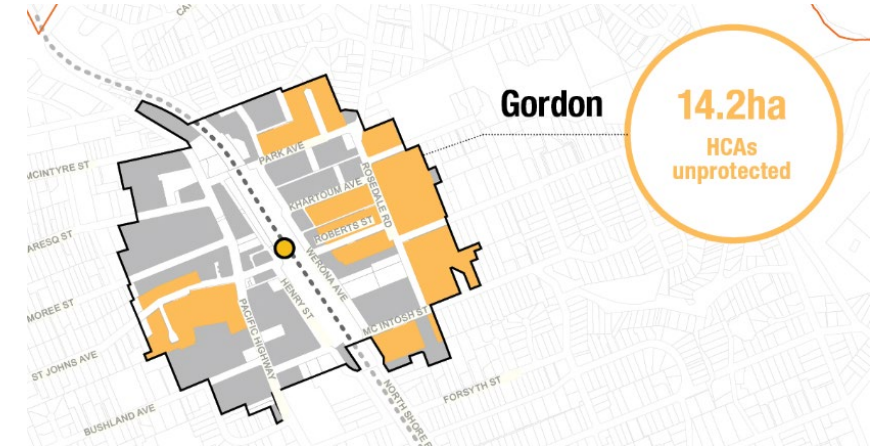 Gordon
14.2ha
HCAs
unprotected
MCINTYRE ST
PARK AVE
KHARTOUM AVE
ROSEDALE RD
ROBERTS ST
WERONA AVE
HENRY ST
MOREE ST
PACIFIC HIGHWAY
MC INTOSH ST
ST JOHNS AVE
FORSYTH ST
BUSHLAND AVE
NORTH SHORE